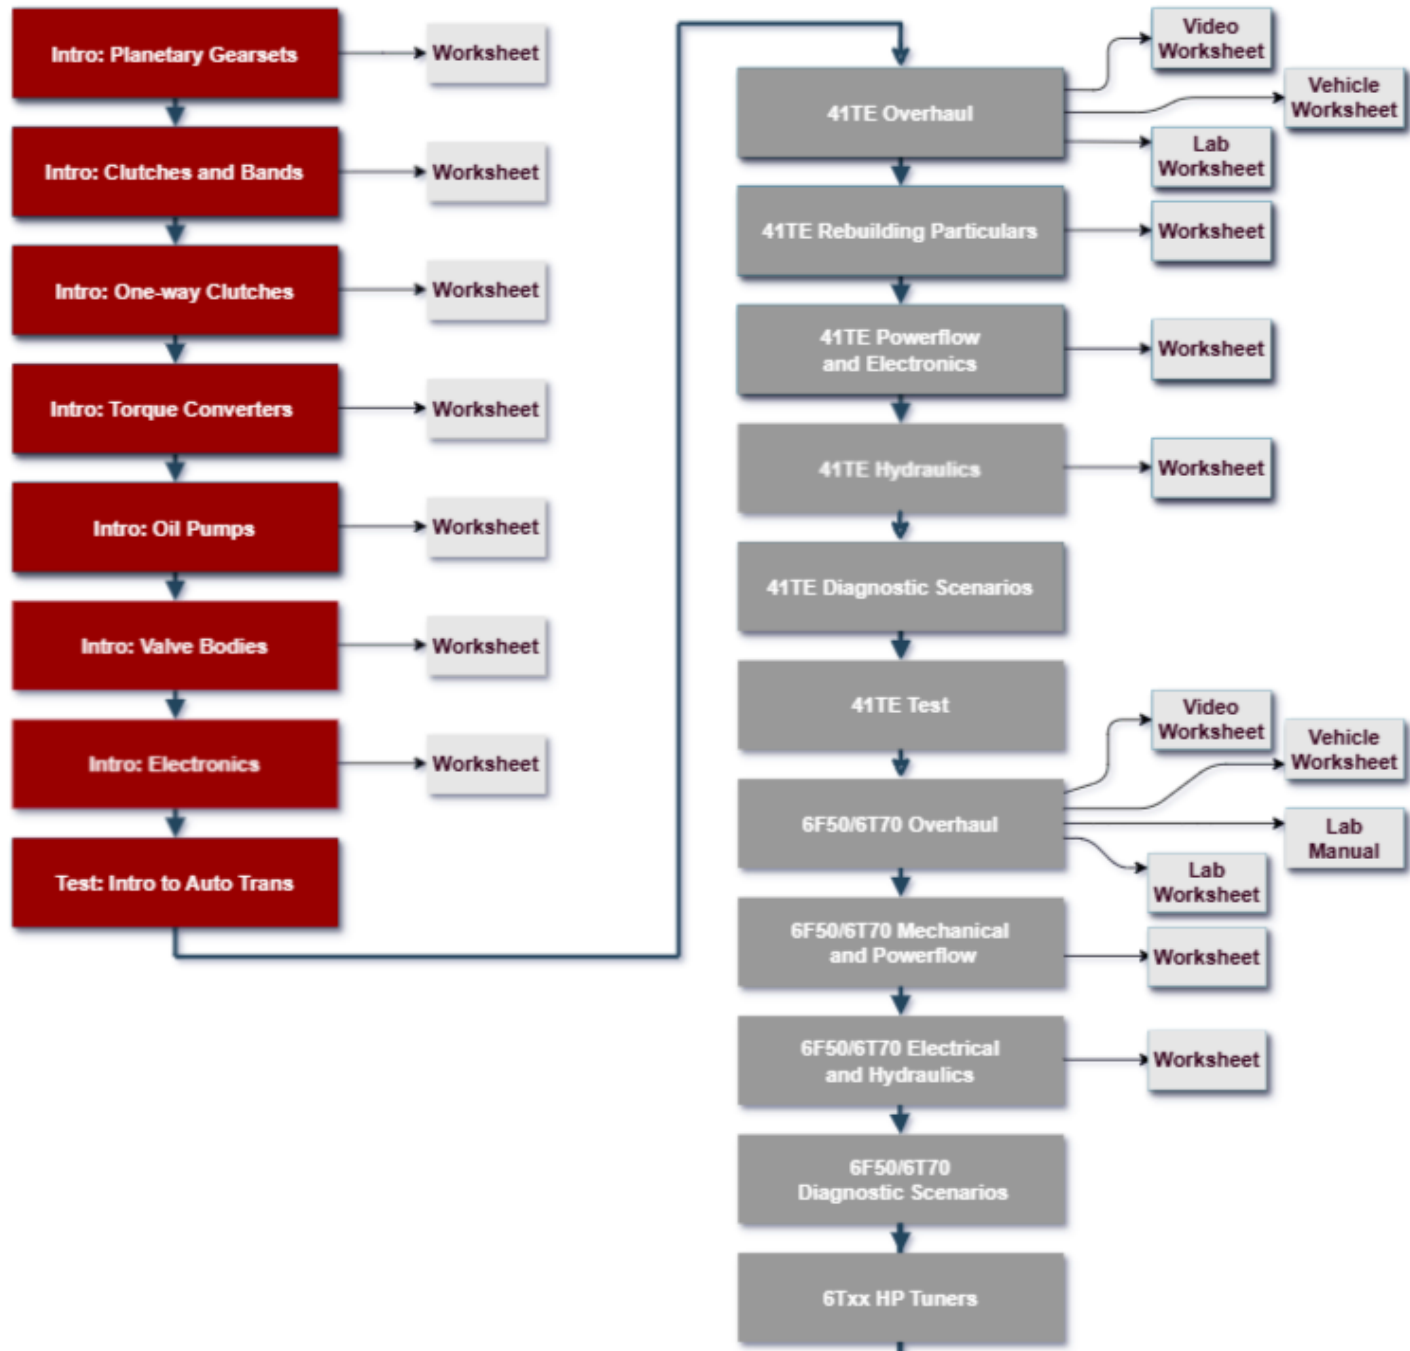 Intro: Planetary Gearsets
Worksheet
Intro: Clutches and Bands
Worksheet
Intro: One-way Clutches
Worksheet
Intro: Torque Converters
Worksheet
Intro: Oil Pumps
Worksheet
Intro: Valve Bodies
Worksheet
Intro: Electronics
Worksheet
Test: Intro to Auto Trans
41TE Overhaul
Video
Worksheet
Vehicle
Worksheet
Lab
Worksheet
41TE Rebuilding Particulars
Worksheet
41TE Powerflow
and Electronics
Worksheet
41TE Hydraulics
Worksheet
41TE Diagnostic Scenarios
41TE Test
6F50/6T70 Overhaul
Video
Worksheet
Vehicle
Worksheet
Lab
Manual
Lab
Worksheet
6F50/6T70 Mechanical
and Powerflow
Worksheet
6F50/6T70 Electrical
and Hydraulics
Worksheet
6F50/6T70
Diagnostic Scenarios
6Txx HP Tuners